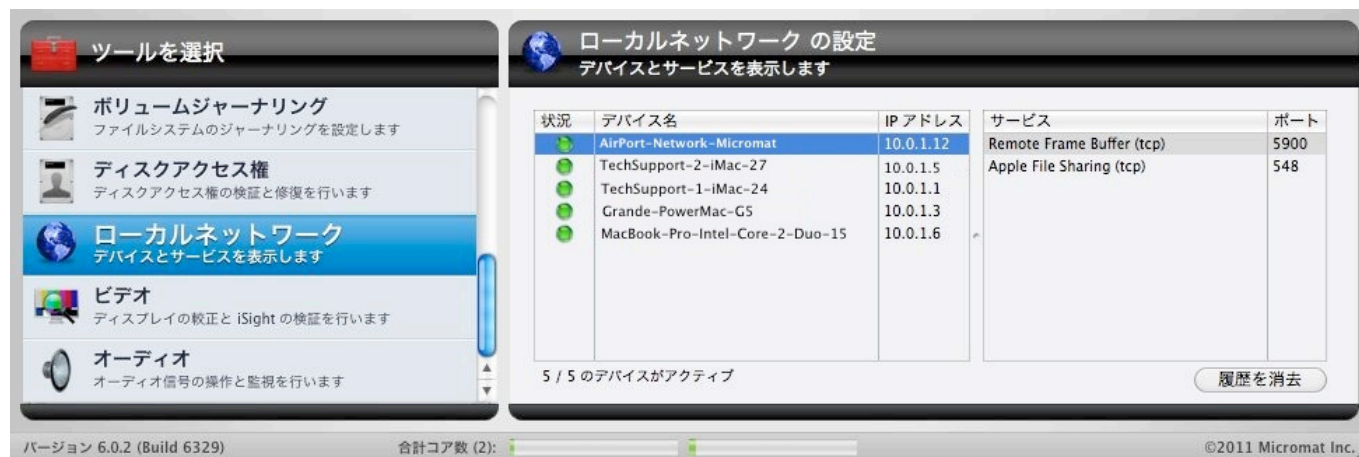 ツールを選択
ボリュームジャーナリング
ファイルシステムのジャーナリングを設定します
ディスクアクセス権
ディスクアクセス権の検証と修復を行います
ローカルネットワーク
デバイスとサービスを表示します
ビデオ
ディスプレイの較正と iSight の検証を行います
オーディオ
オーディオ信号の操作と監視を行います
ローカルネットワーク の設定
デバイスとサービスを表示します
状況 デバイス名 IP アドレス サービス ポート
AirPort-Network-Micromat 10.0.1.12 Remote Frame Buffer (tcp) 5900
TechSupport-2-iMac-27 10.0.1.5 Apple File Sharing (tcp) 548
TechSupport-1-iMac-24 10.0.1.1
Grande-PowerMac-G5 10.0.1.3
MacBook-Pro-Intel-Core-2-Duo-15 10.0.1.6
5 / 5 のデバイスがアクティブ
履歴を消去
バージョン 6.0.2 (Build 6329) 合計コア数 (2): ©2011 Micromat Inc.